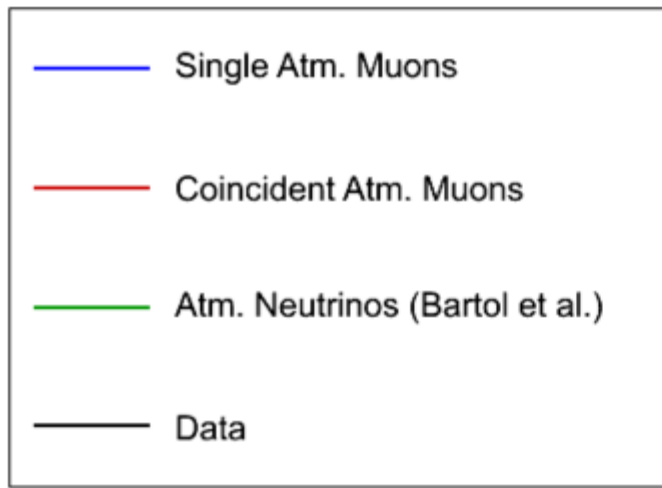 Single Atm. Muons
Coincident Atm. Muons
Atm. Neutrinos (Bartol et al.)
Data